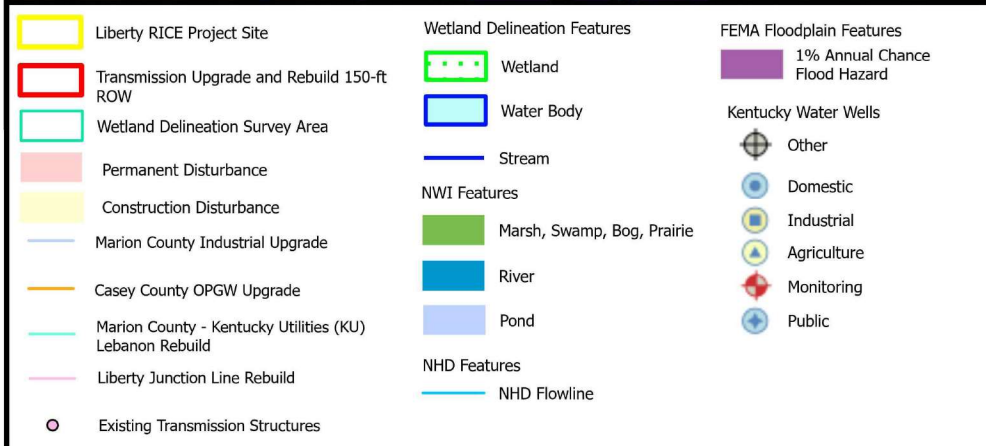 Liberty RICE Project Site
Transmission Upgrade and Rebuild 150-ft
ROW
Wetland Delineation Survey Area
Permanent Disturbance
Construction Disturbance
Marion County Industrial Upgrade
Casey County OPGW Upgrade
Marion County - Kentucky Utilities (KU)
Lebanon Rebuild
Liberty Junction Line Rebuild
Existing Transmission Structures
Wetland Delineation Features
Wetland
Water Body
Stream
NWI Features
Marsh, Swamp, Bog, Prairie
River
Pond
NHD Features
NHD Flowline
FEMA Floodplain Features
1% Annual Chance
Flood Hazard
Kentucky Water Wells
Other
Domestic
Industrial
Agriculture
Monitoring
Public